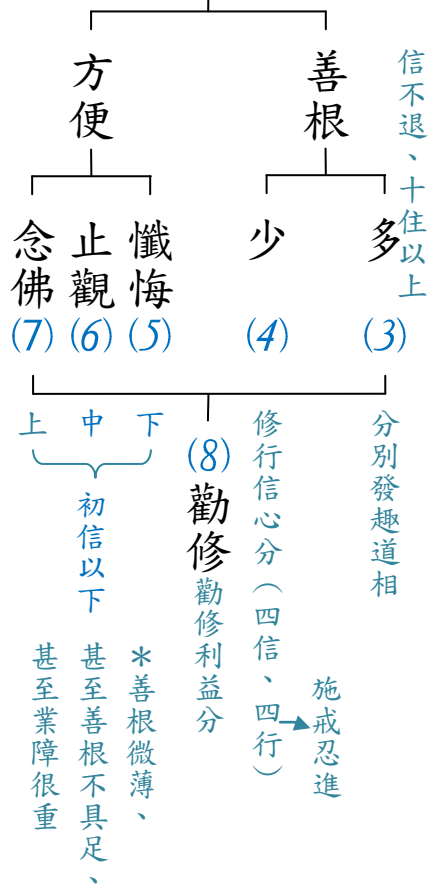 信不退、十住以上
善根
方便
多
(3)
少
(4)
懺悔
(5)
止觀
(6)
念佛
(7)
分別發趣道相
修行信心分（四信、四行）
施戒忍進
(8)
勸修
勸修利益分
下
中
上
初信以下
＊善根微薄、
甚至善根不具足、
甚至業障很重